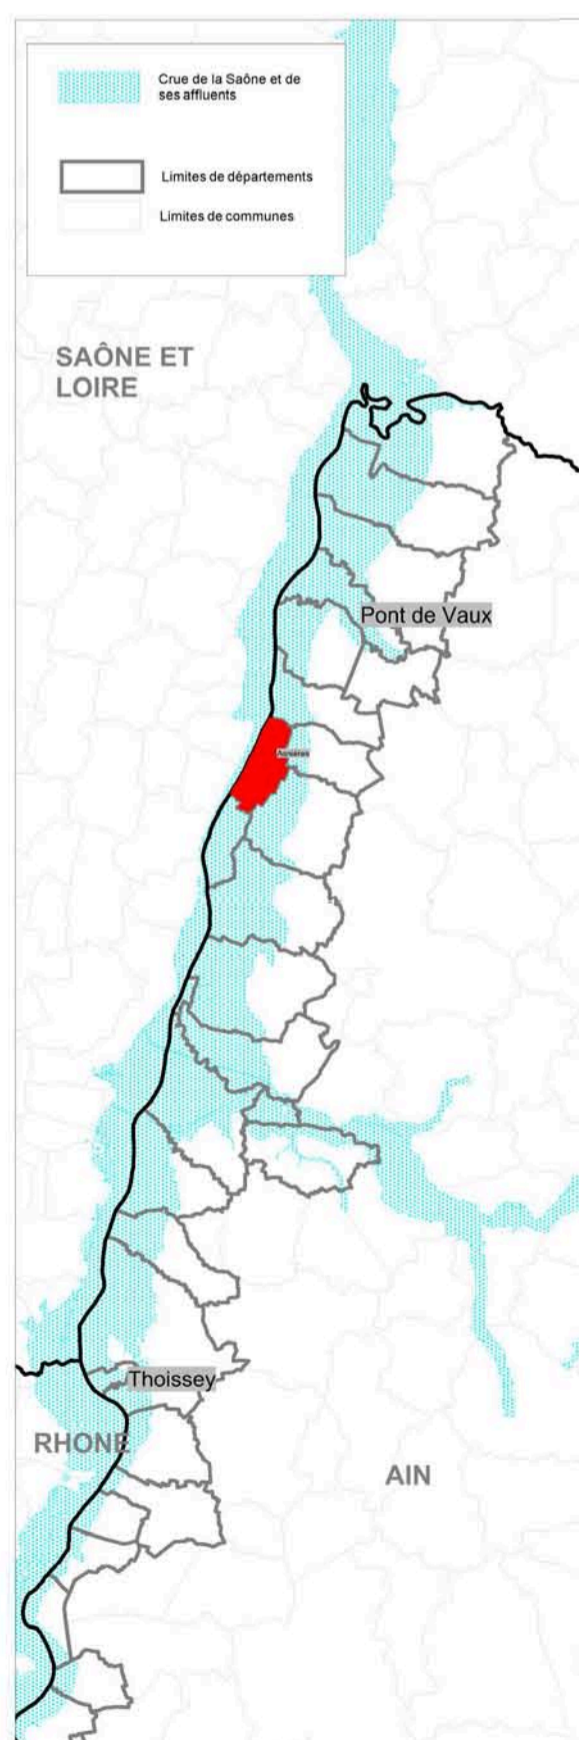 Crue de la Saône et de
ses affluents
Limites de départements
Limites de communes
SAÔNE ET
LOIRE
Pont de Vaux
Asnières
Thoissey
RHONE
AIN